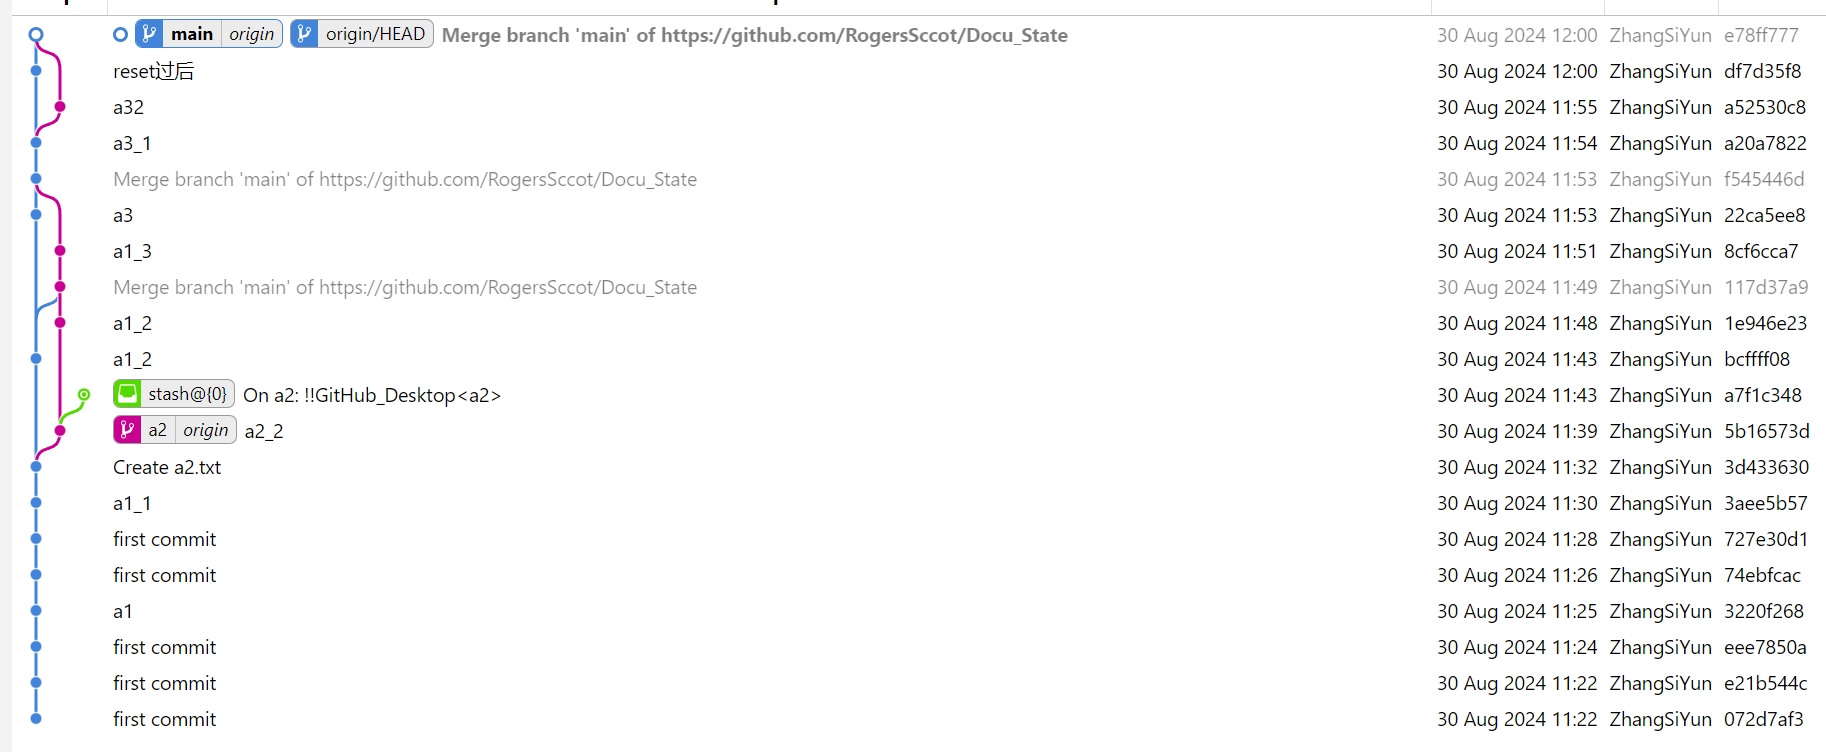 main origin origin/HEAD Merge branch 'main' of https://github.com/RogersSccot/Docu_State 30 Aug 2024 12:00 ZhangSiYun e78ff777
reset过后 30 Aug 2024 12:00 ZhangSiYun df7d35f8
a32 30 Aug 2024 11:55 ZhangSiYun a52530c8
a3_1 30 Aug 2024 11:54 ZhangSiYun a20a7822
Merge branch 'main' of https://github.com/RogersSccot/Docu_State 30 Aug 2024 11:53 ZhangSiYun f545446d
a3 30 Aug 2024 11:53 ZhangSiYun 22ca5ee8
a1_3 30 Aug 2024 11:51 ZhangSiYun 8cf6cca7
Merge branch 'main' of https://github.com/RogersSccot/Docu_State 30 Aug 2024 11:49 ZhangSiYun 117d37a9
a1_2 30 Aug 2024 11:48 ZhangSiYun 1e946e23
a1_2 30 Aug 2024 11:43 ZhangSiYun bcffff08
stash@{0} On a2: !!GitHub_Desktop<a2> 30 Aug 2024 11:43 ZhangSiYun a7f1c348
a2 origin a2_2 30 Aug 2024 11:39 ZhangSiYun 5b16573d
Create a2.txt 30 Aug 2024 11:32 ZhangSiYun 3d433630
a1_1 30 Aug 2024 11:30 ZhangSiYun 3aee5b57
first commit 30 Aug 2024 11:28 ZhangSiYun 727e30d1
first commit 30 Aug 2024 11:26 ZhangSiYun 74ebfcac
a1 30 Aug 2024 11:25 ZhangSiYun 3220f268
first commit 30 Aug 2024 11:24 ZhangSiYun eee7850a
first commit 30 Aug 2024 11:22 ZhangSiYun e21b544c
first commit 30 Aug 2024 11:22 ZhangSiYun 072d7af3